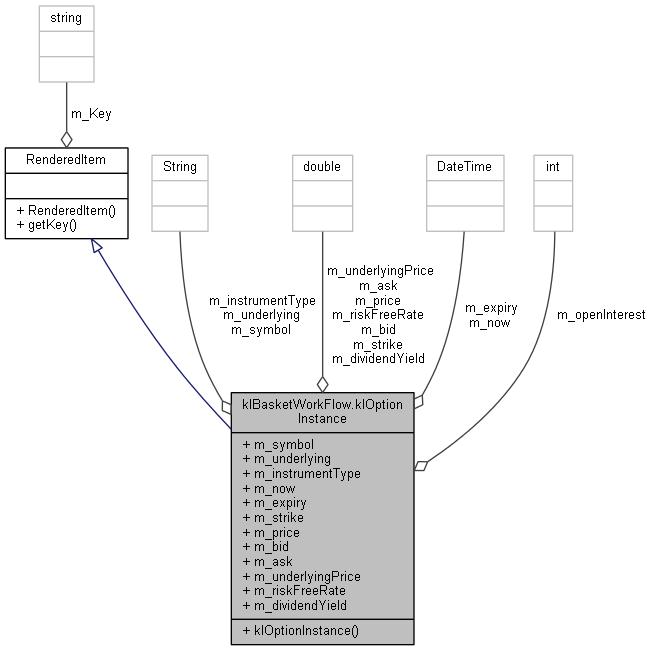 string
m_Key
RenderedItem
+ RenderedItem()
+ getKey()
String
double
DateTime
int
m_instrumentType
m_underlying
m_symbol
m_underlyingPrice
m_ask
m_price
m_riskFreeRate
m_bid
m_strike
m_dividendYield
m_expiry
m_now
m_openInterest
klBasketWorkFlow.klOption
Instance
+ m_symbol
+ m_underlying
+ m_instrumentType
+ m_now
+ m_expiry
+ m_strike
+ m_price
+ m_bid
+ m_ask
+ m_underlyingPrice
+ m_riskFreeRate
+ m_dividendYield
+ klOptionInstance()